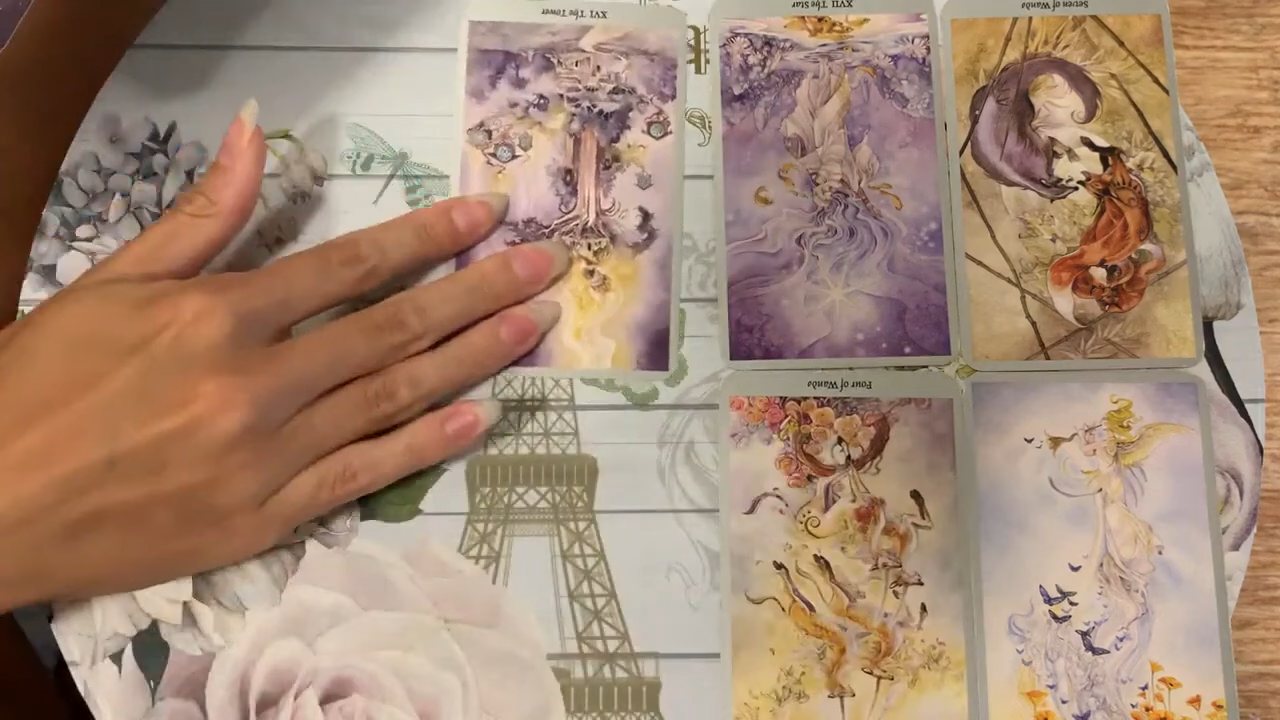 XVI The Tower
XVII The Star
Seven of Wands
Four of Wands